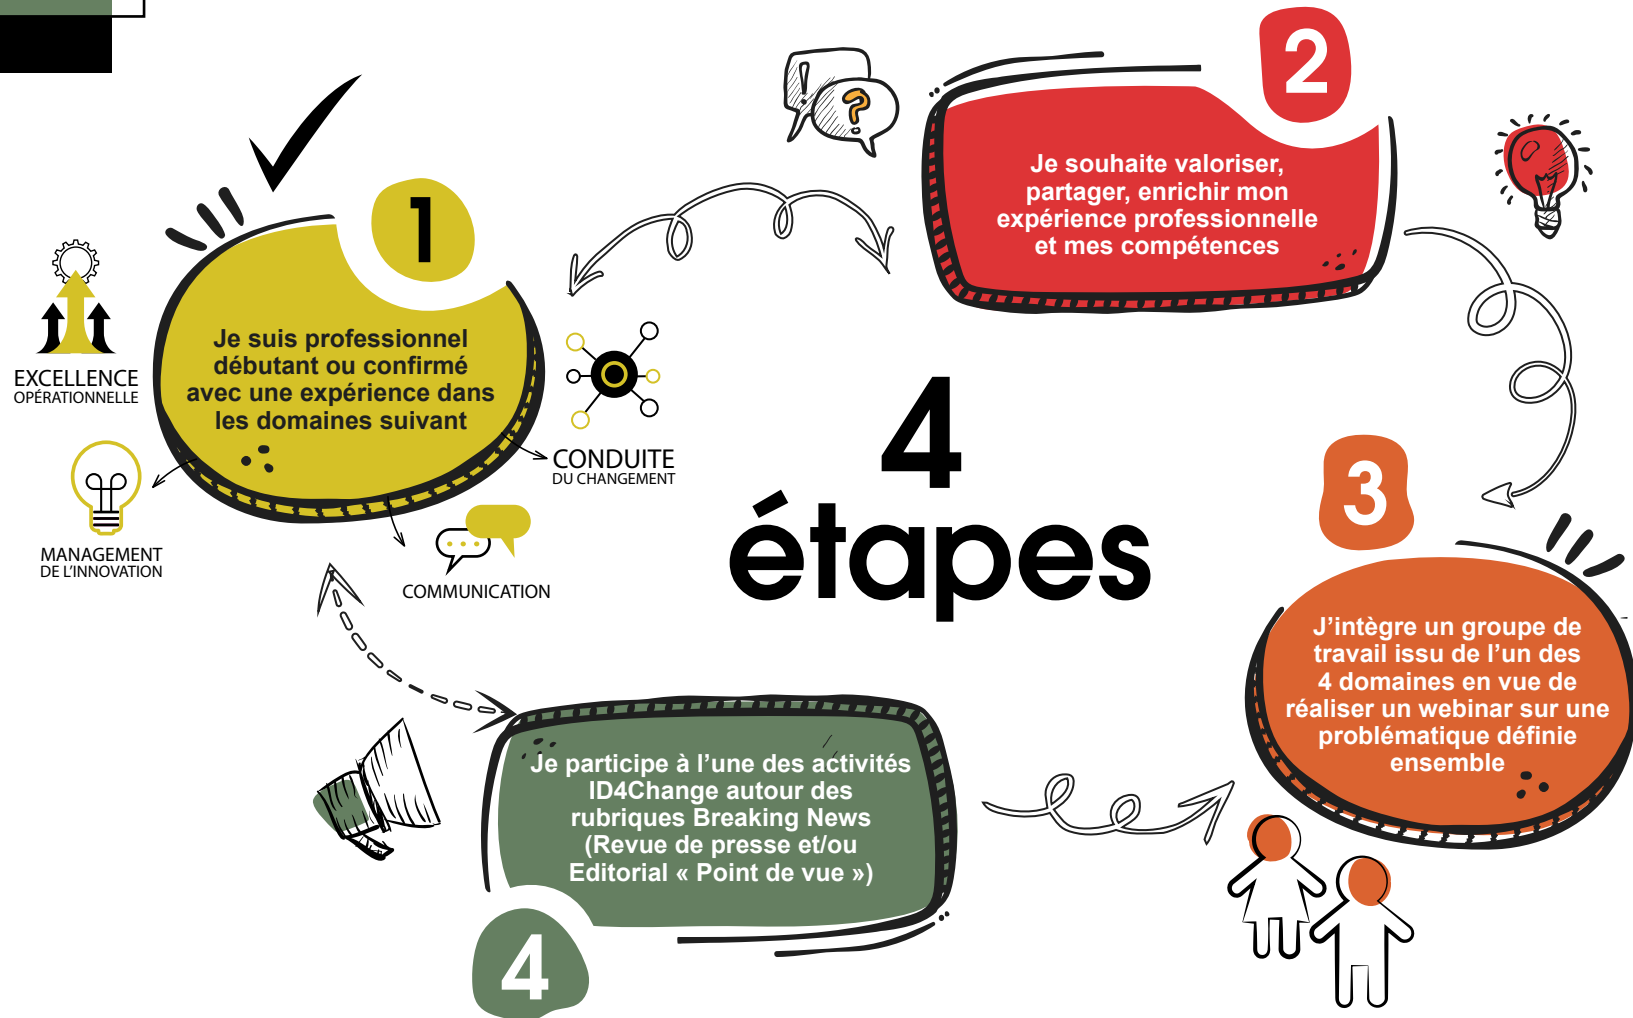 1
Je suis professionnel
débutant ou confirmé
avec une expérience dans
les domaines suivant
EXCELLENCE
OPÉRATIONNELLE
MANAGEMENT
DE L'INNOVATION
COMMUNICATION
CONDUITE
DU CHANGEMENT
2
Je souhaite valoriser,
partager, enrichir mon
expérience professionnelle
et mes compétences
4
étapes
3
J'intègre un groupe de
travail issu de l'un des
4 domaines en vue de
réaliser un webinar sur une
problématique définie
ensemble
Je participe à l'une des activités
ID4Change autour des
rubriques Breaking News
(Revue de presse et/ou
Editorial « Point de vue »)
4